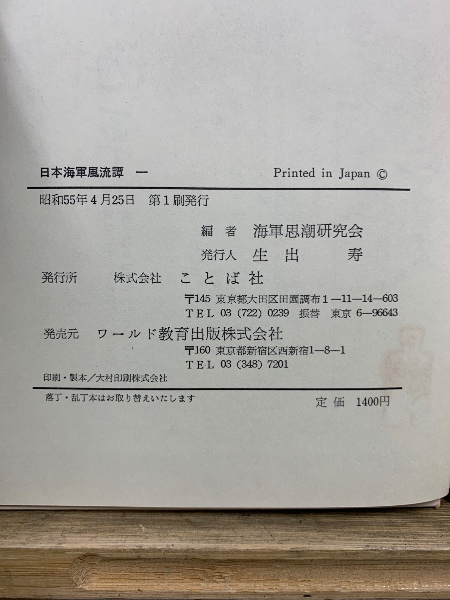 日本海軍風流譚 一 Printed in Japan ©
昭和55年4月25日 第1刷発行
編者 海軍思潮研究会
発行人 生出 寿
発行所 株式会社 ことば社
〒145 東京都大田区田園調布1-11-14-603
TEL 03 (722) 0239 振替 東京 6-96643
発売元 ワールド教育出版株式会社
〒160 東京都新宿区西新宿1-8-1
TEL 03 (348) 7201
印刷・製本/大村印刷株式会社
落丁・乱丁本はお取り替えいたします
定価 1400円